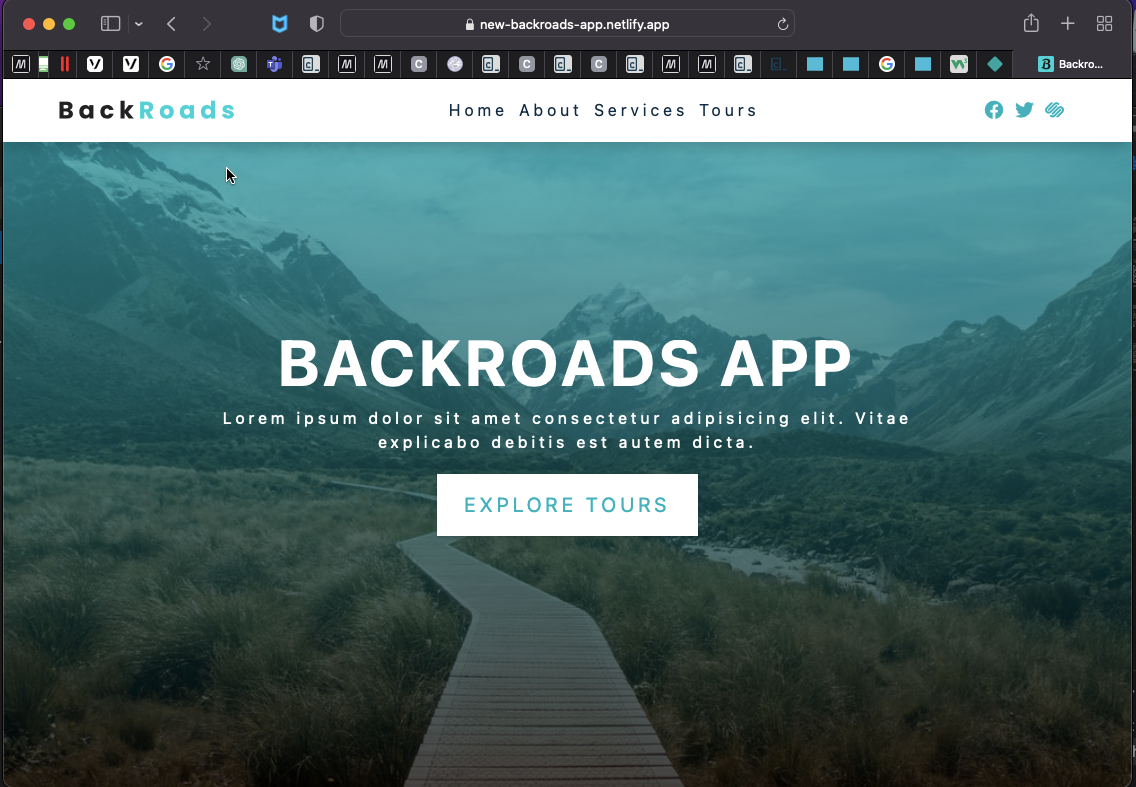 new-backroads-app.netlify.app
Backro...
BackRoads
Home About Services Tours
BACKROADS APP
Lorem ipsum dolor sit amet consectetur adipisicing elit. Vitae
explicabo debitis est autem dicta.
EXPLORE TOURS